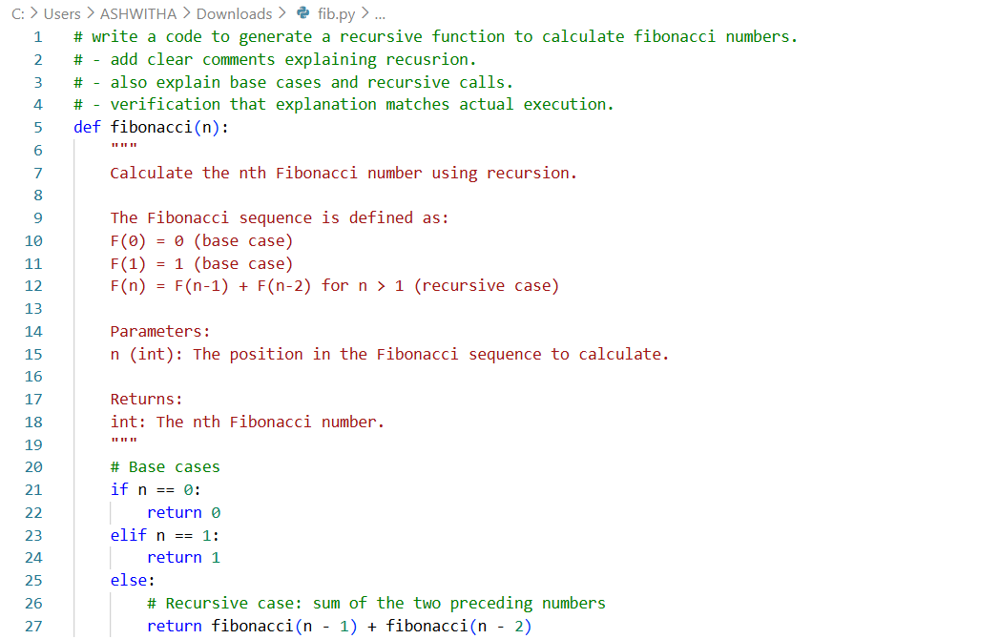 C: > Users > ASHWITHA > Downloads > fib.py > ...
1 # write a code to generate a recursive function to calculate fibonacci numbers.
2 # - add clear comments explaining recusrion.
3 # - also explain base cases and recursive calls.
4 # - verification that explanation matches actual execution.
5 def fibonacci(n):
6     """
7     Calculate the nth Fibonacci number using recursion.
8
9     The Fibonacci sequence is defined as:
10     F(0) = 0 (base case)
11     F(1) = 1 (base case)
12     F(n) = F(n-1) + F(n-2) for n > 1 (recursive case)
13
14     Parameters:
15     n (int): The position in the Fibonacci sequence to calculate.
16
17     Returns:
18     int: The nth Fibonacci number.
19     """
20     # Base cases
21     if n == 0:
22         return 0
23     elif n == 1:
24         return 1
25     else:
26         # Recursive case: sum of the two preceding numbers
27         return fibonacci(n - 1) + fibonacci(n - 2)